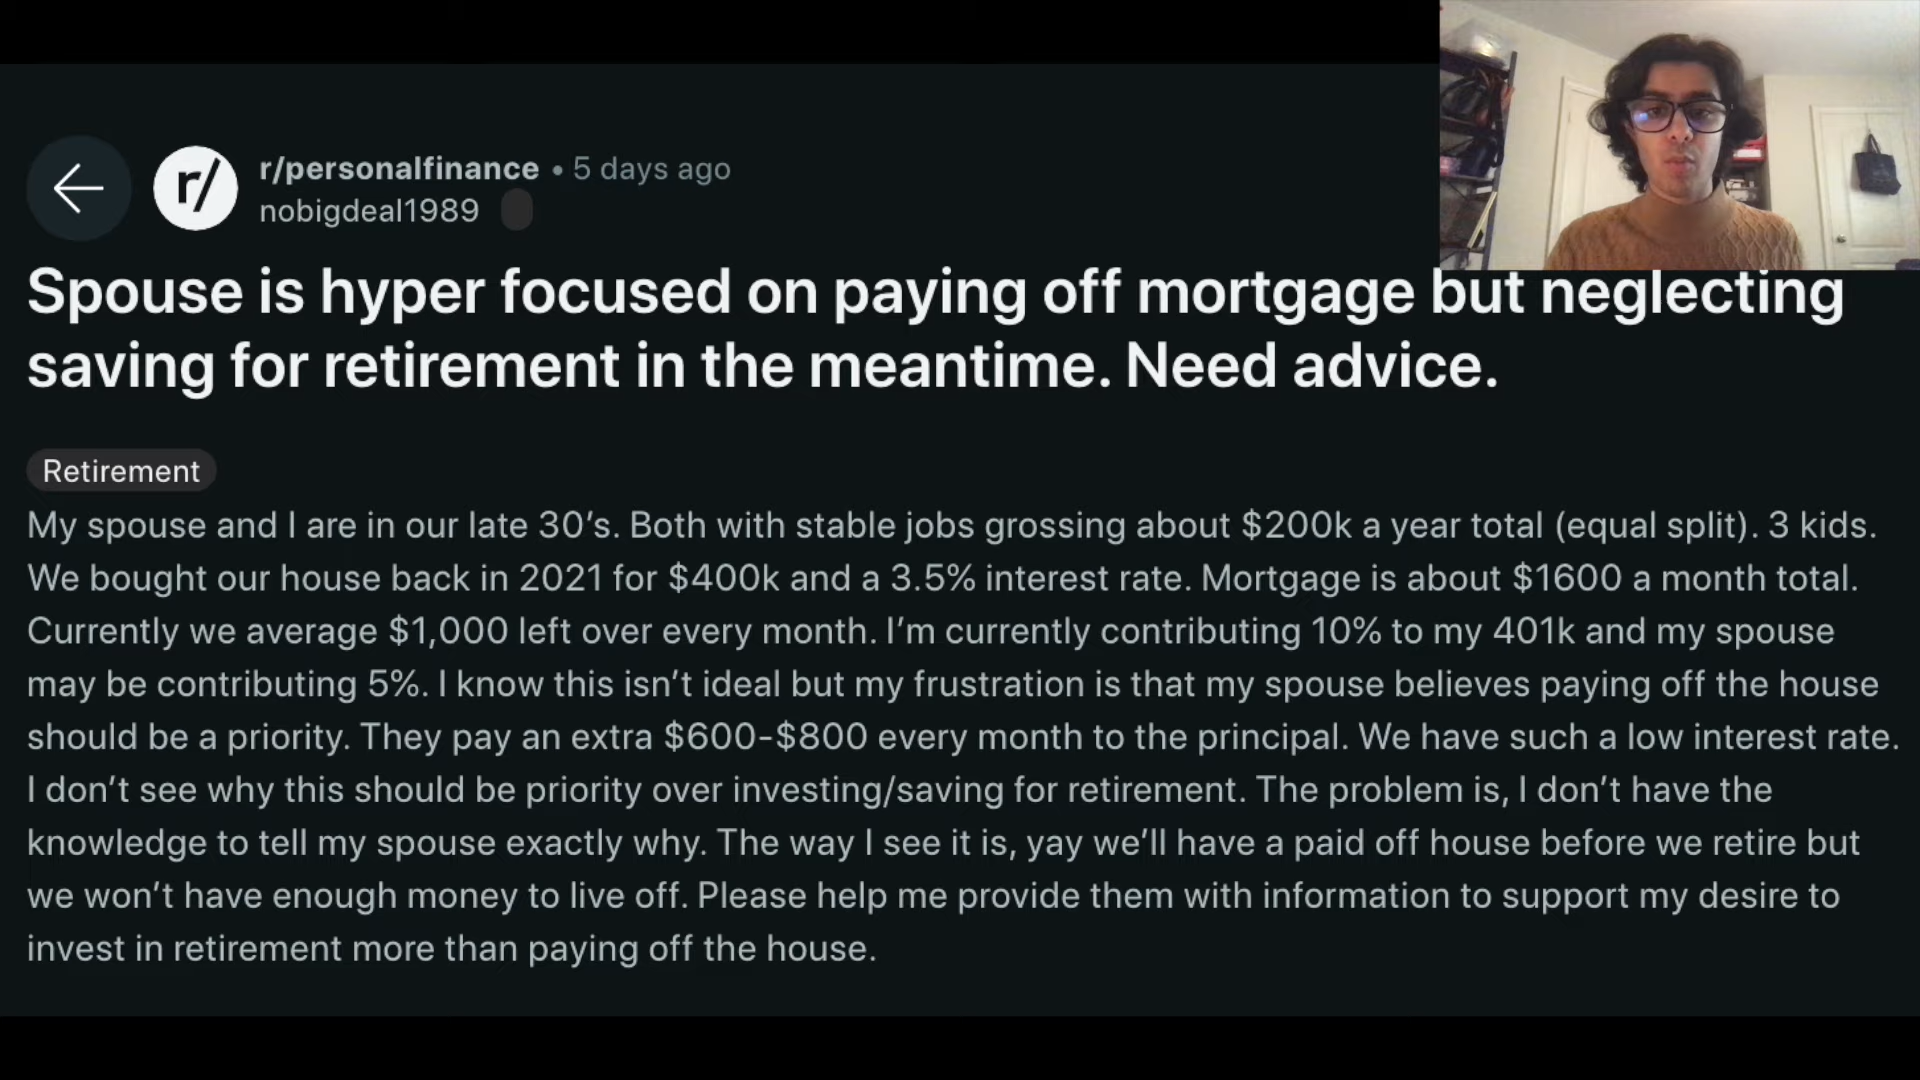 r/personalfinance • 5 days ago
r/
nobigdeal1989
Spouse is hyper focused on paying off mortgage but neglecting
saving for retirement in the meantime. Need advice.
Retirement
My spouse and I are in our late 30’s. Both with stable jobs grossing about $200k a year total (equal split). 3 kids.
We bought our house back in 2021 for $400k and a 3.5% interest rate. Mortgage is about $1600 a month total.
Currently we average $1,000 left over every month. I’m currently contributing 10% to my 401k and my spouse
may be contributing 5%. I know this isn’t ideal but my frustration is that my spouse believes paying off the house
should be a priority. They pay an extra $600-$800 every month to the principal. We have such a low interest rate.
I don’t see why this should be priority over investing/saving for retirement. The problem is, I don’t have the
knowledge to tell my spouse exactly why. The way I see it is, yay we’ll have a paid off house before we retire but
we won’t have enough money to live off. Please help me provide them with information to support my desire to
invest in retirement more than paying off the house.